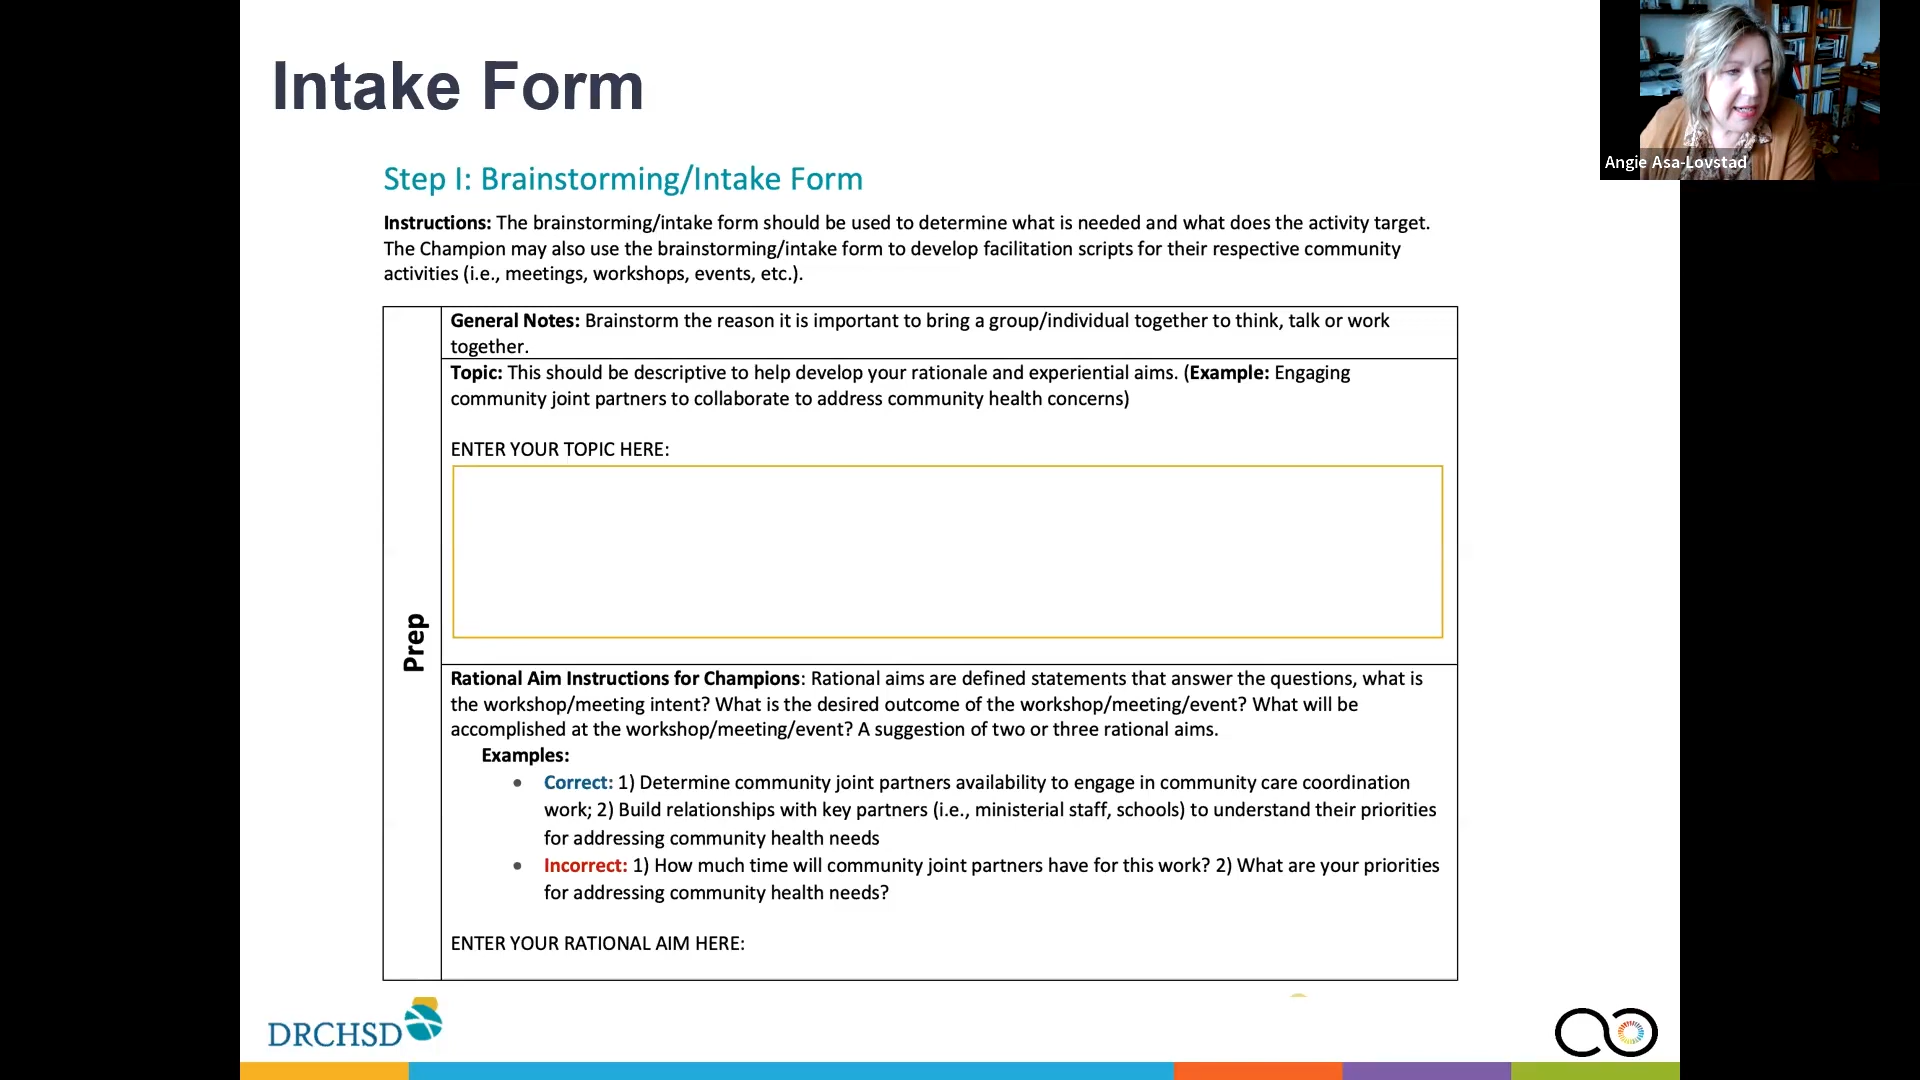 Intake Form
Angie Asa-Lovstad
Step I: Brainstorming/Intake Form
Instructions: The brainstorming/intake form should be used to determine what is needed and what does the activity target.
The Champion may also use the brainstorming/intake form to develop facilitation scripts for their respective community
activities (i.e., meetings, workshops, events, etc.).
Prep
General Notes: Brainstorm the reason it is important to bring a group/individual together to think, talk or work
together.
Topic: This should be descriptive to help develop your rationale and experiential aims. (Example: Engaging
community joint partners to collaborate to address community health concerns)
ENTER YOUR TOPIC HERE:
Rational Aim Instructions for Champions: Rational aims are defined statements that answer the questions, what is
the workshop/meeting intent? What is the desired outcome of the workshop/meeting/event? What will be
accomplished at the workshop/meeting/event? A suggestion of two or three rational aims.
Examples:
• Correct: 1) Determine community joint partners availability to engage in community care coordination
work; 2) Build relationships with key partners (i.e., ministerial staff, schools) to understand their priorities
for addressing community health needs
• Incorrect: 1) How much time will community joint partners have for this work? 2) What are your priorities
for addressing community health needs?
ENTER YOUR RATIONAL AIM HERE:
DRCHSD